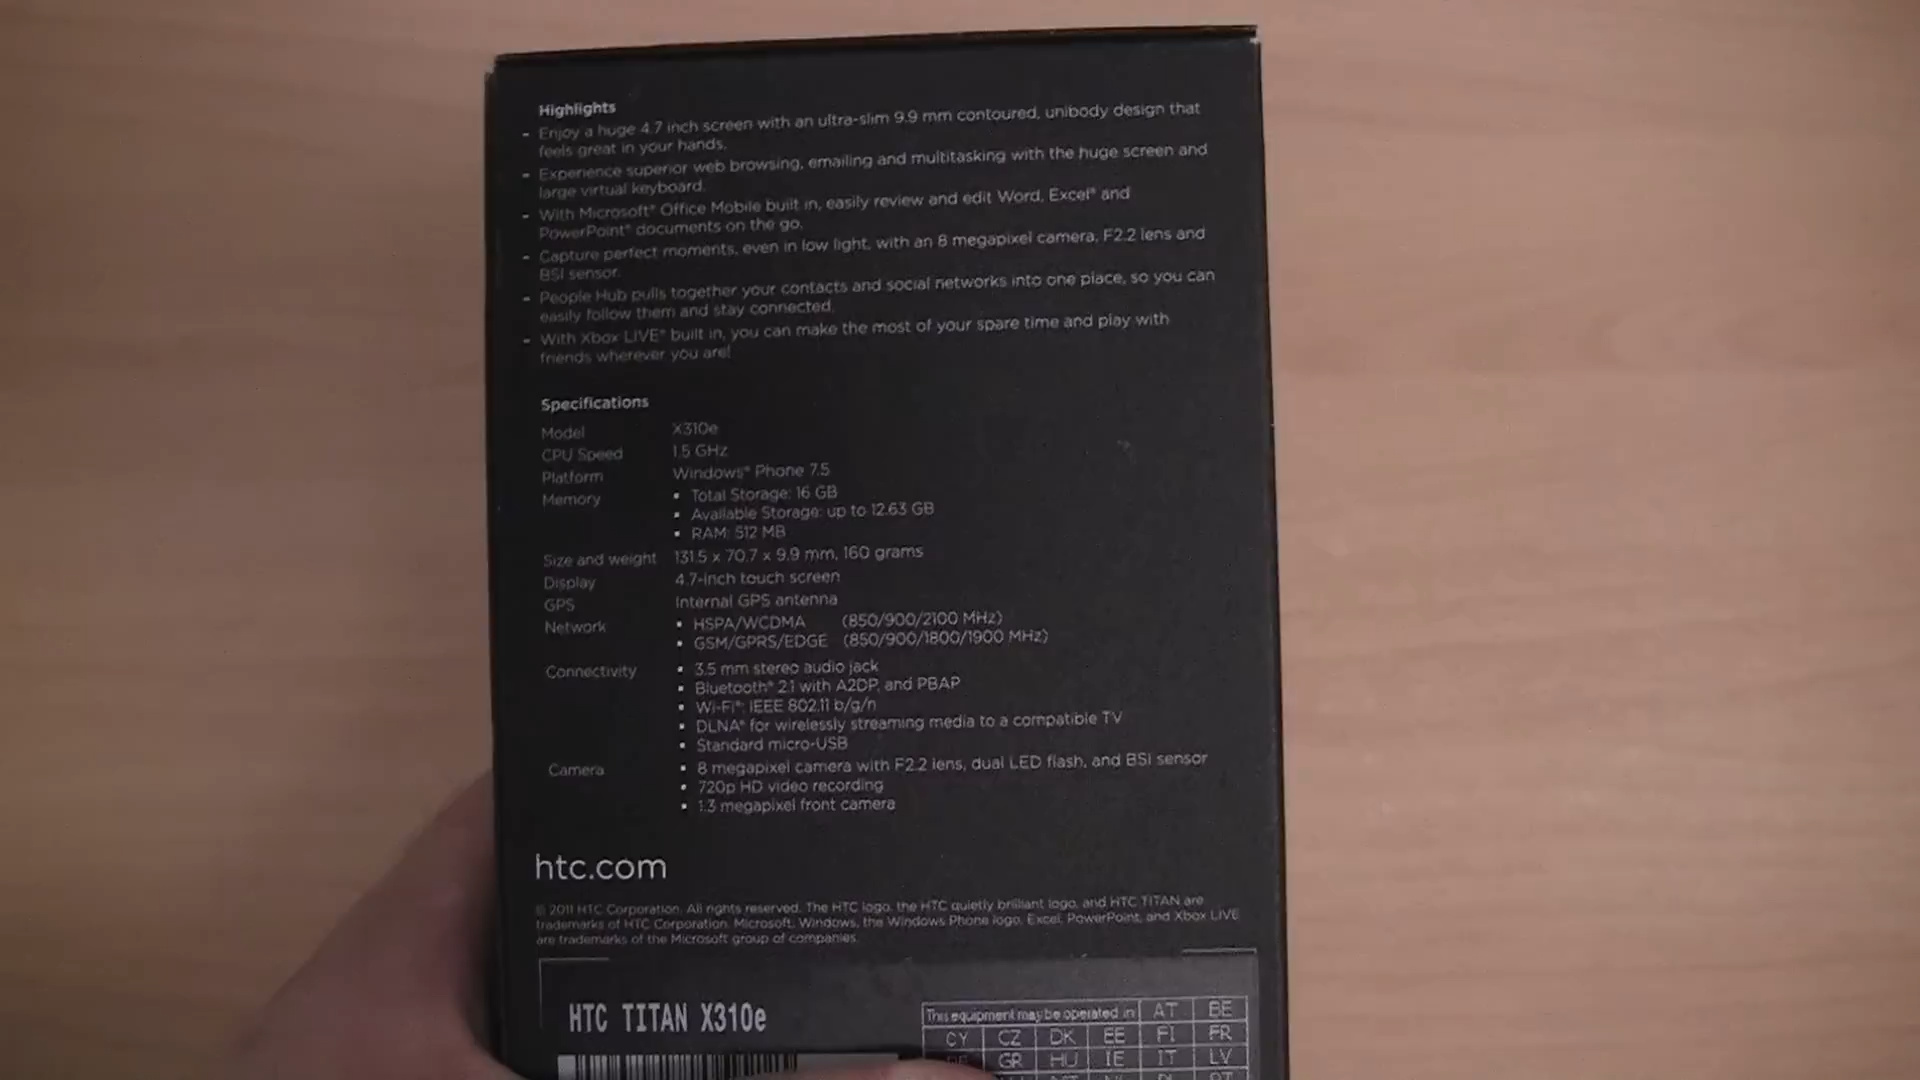 Highlights
- Enjoy a huge 4.7 inch screen with an ultra-slim 9.9 mm contoured, unibody design that
feels great in your hands.
- Experience superior web browsing, emailing and multitasking with the huge screen and
large virtual keyboard.
- With Microsoft® Office Mobile built in, easily review and edit Word, Excel® and
PowerPoint® documents on the go.
- Capture perfect moments, even in low light, with an 8 megapixel camera, F2.2 lens and
BSI sensor.
- People Hub pulls together your contacts and social networks into one place, so you can
easily follow them and stay connected.
- With Xbox LIVE® built in, you can make the most of your spare time and play with
friends wherever you are!
Specifications
Model X310e
CPU Speed 1.5 GHz
Platform Windows® Phone 7.5
Memory ▪ Total Storage: 16 GB
▪ Available Storage: up to 12.63 GB
▪ RAM: 512 MB
Size and weight 131.5 x 70.7 x 9.9 mm, 160 grams
Display 4.7-inch touch screen
GPS Internal GPS antenna
Network ▪ HSPA/WCDMA (850/900/2100 MHz)
▪ GSM/GPRS/EDGE (850/900/1800/1900 MHz)
Connectivity ▪ 3.5 mm stereo audio jack
▪ Bluetooth® 2.1 with A2DP, and PBAP
▪ Wi-Fi®: IEEE 802.11 b/g/n
▪ DLNA® for wirelessly streaming media to a compatible TV
▪ Standard micro-USB
Camera ▪ 8 megapixel camera with F2.2 lens, dual LED flash, and BSI sensor
▪ 720p HD video recording
▪ 1.3 megapixel front camera
htc.com
© 2011 HTC Corporation. All rights reserved. The HTC logo, the HTC quietly brilliant logo, and HTC TITAN are
trademarks of HTC Corporation. Microsoft, Windows, the Windows Phone logo, Excel, PowerPoint, and Xbox LIVE
are trademarks of the Microsoft group of companies.
HTC TITAN X310e
This equipment may be operated in AT BE
CY CZ DK EE FI FR
GR HU IE IT LV